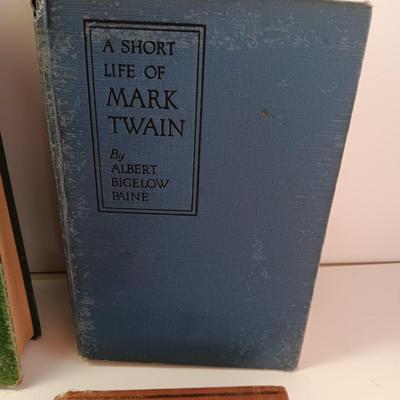 A SHORT
LIFE OF
MARK
TWAIN
By
ALBERT
BIGELOW
PAINE